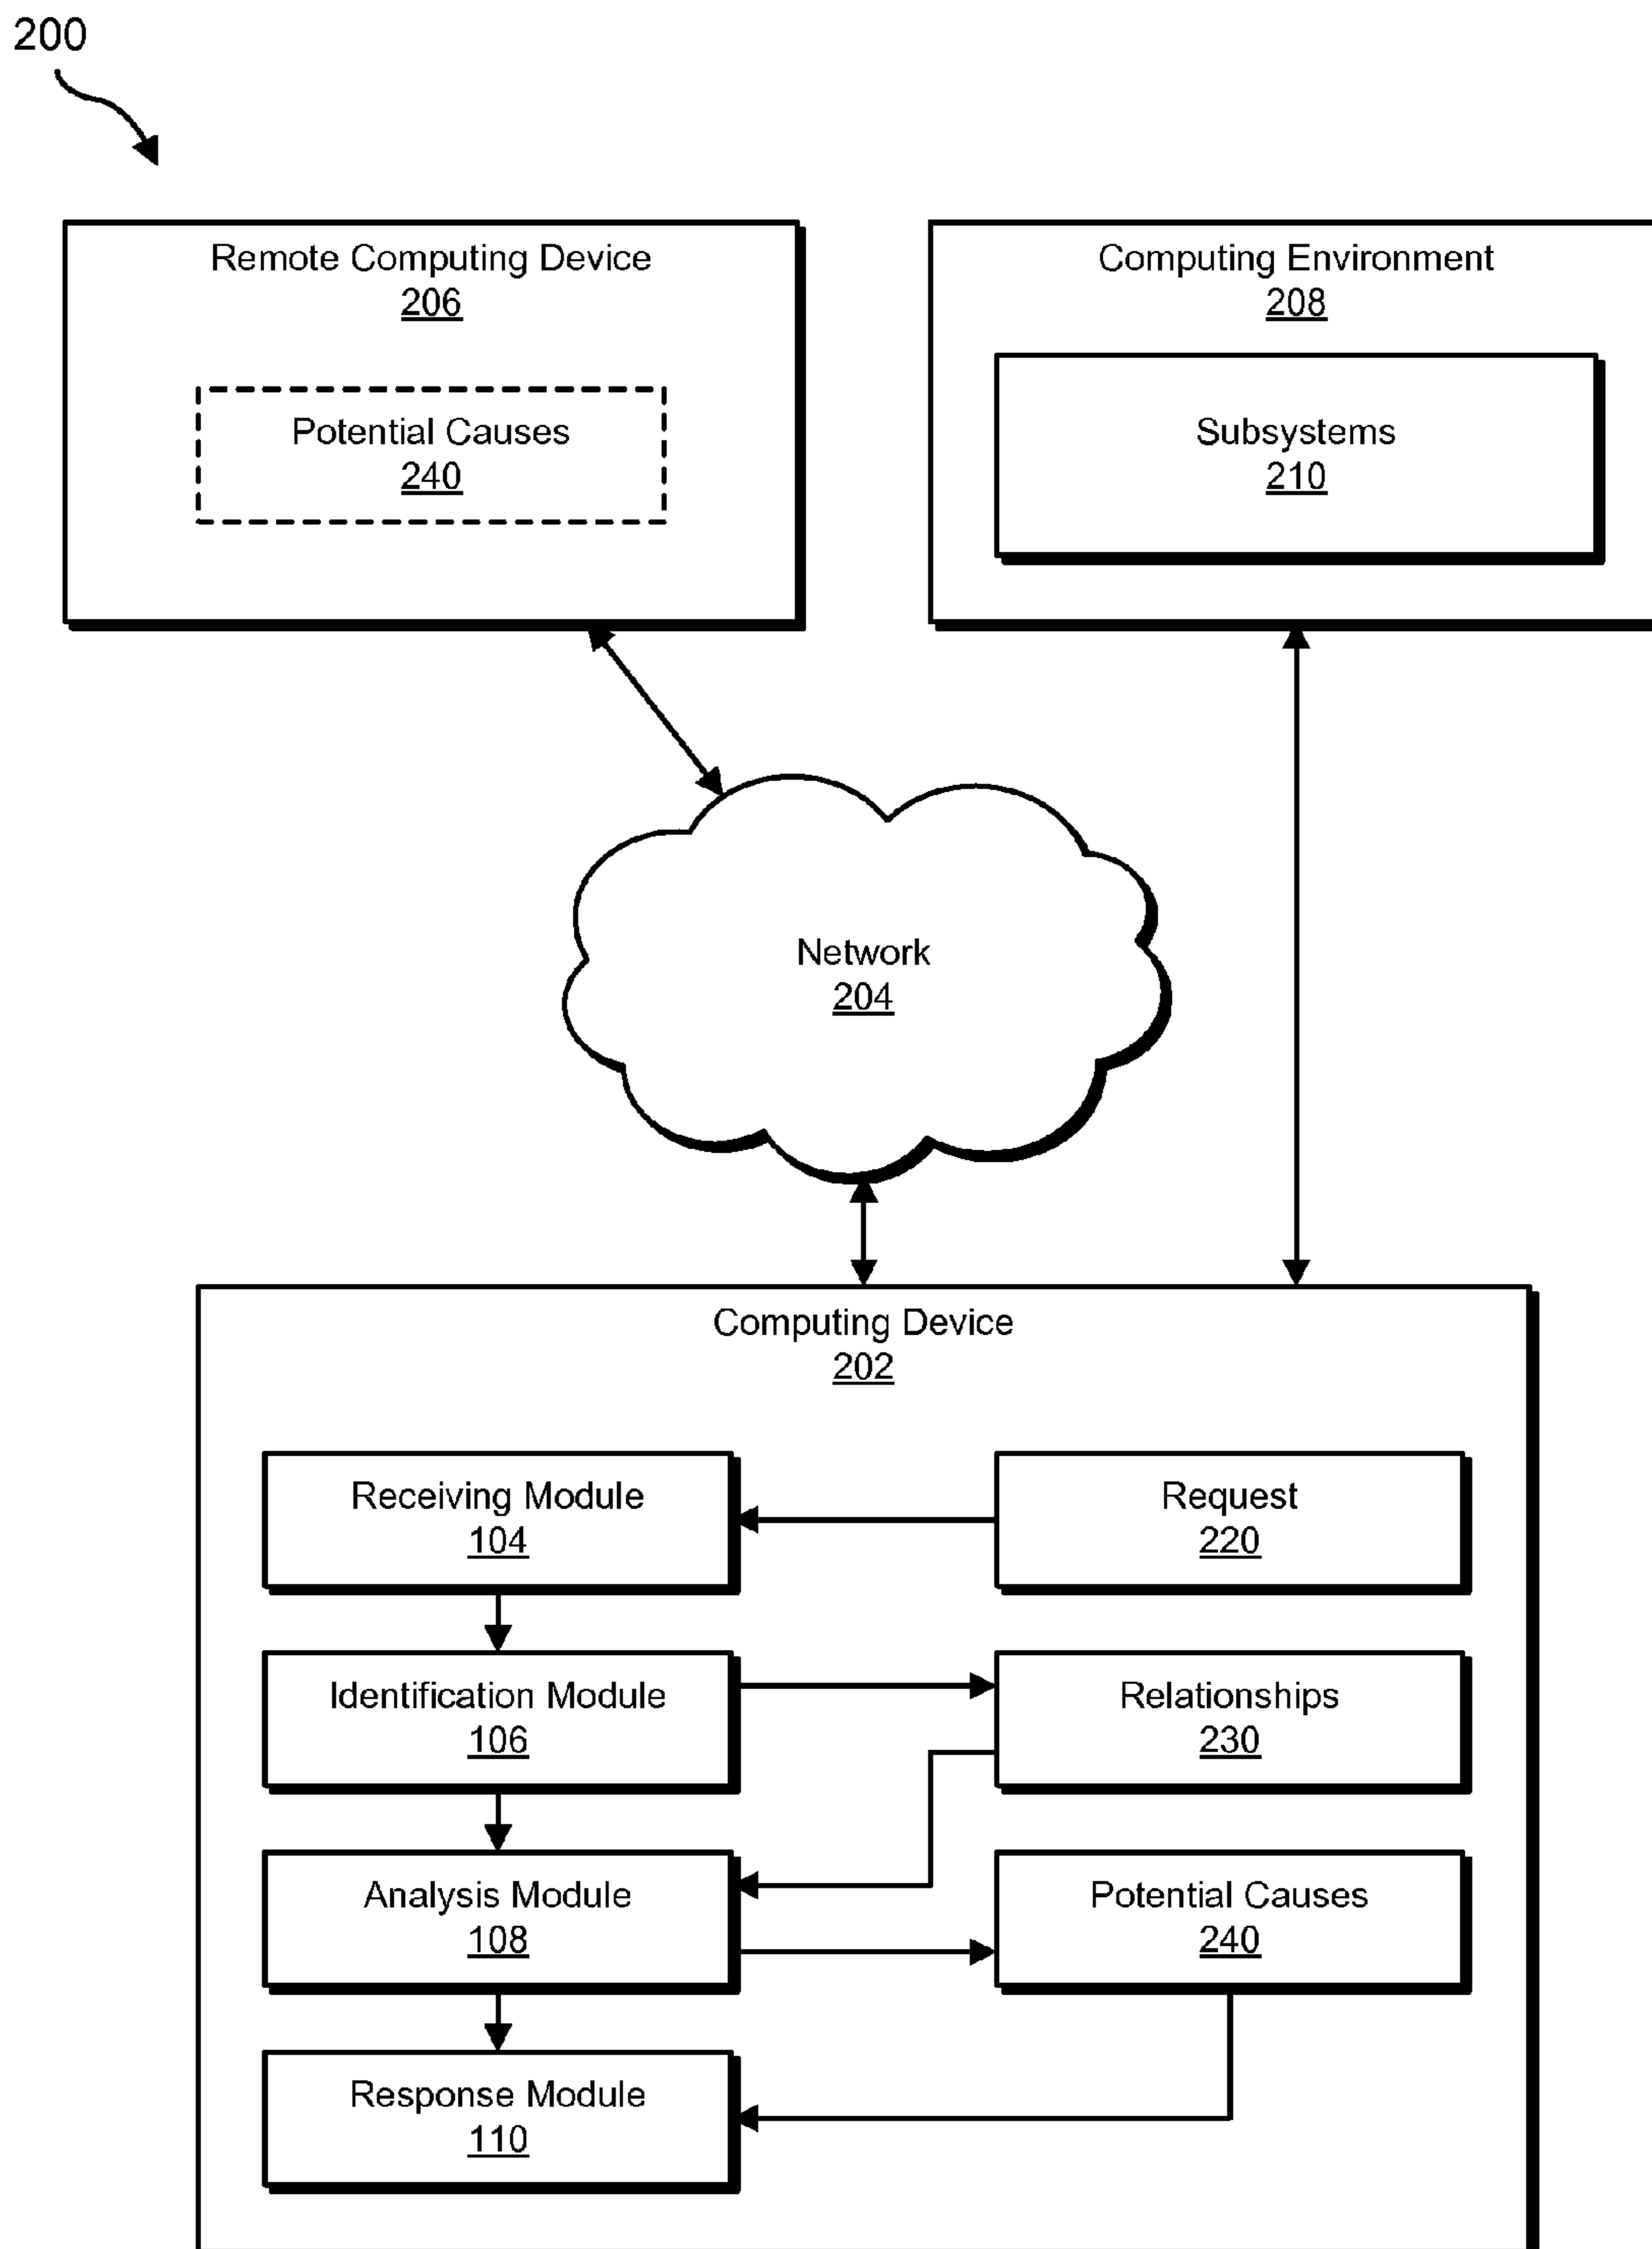 200
Remote Computing Device
206
Potential Causes
240
Computing Environment
208
Subsystems
210
Network
204
Computing Device
202
Receiving Module
104
Request
220
Identification Module
106
Relationships
230
Analysis Module
108
Potential Causes
240
Response Module
110